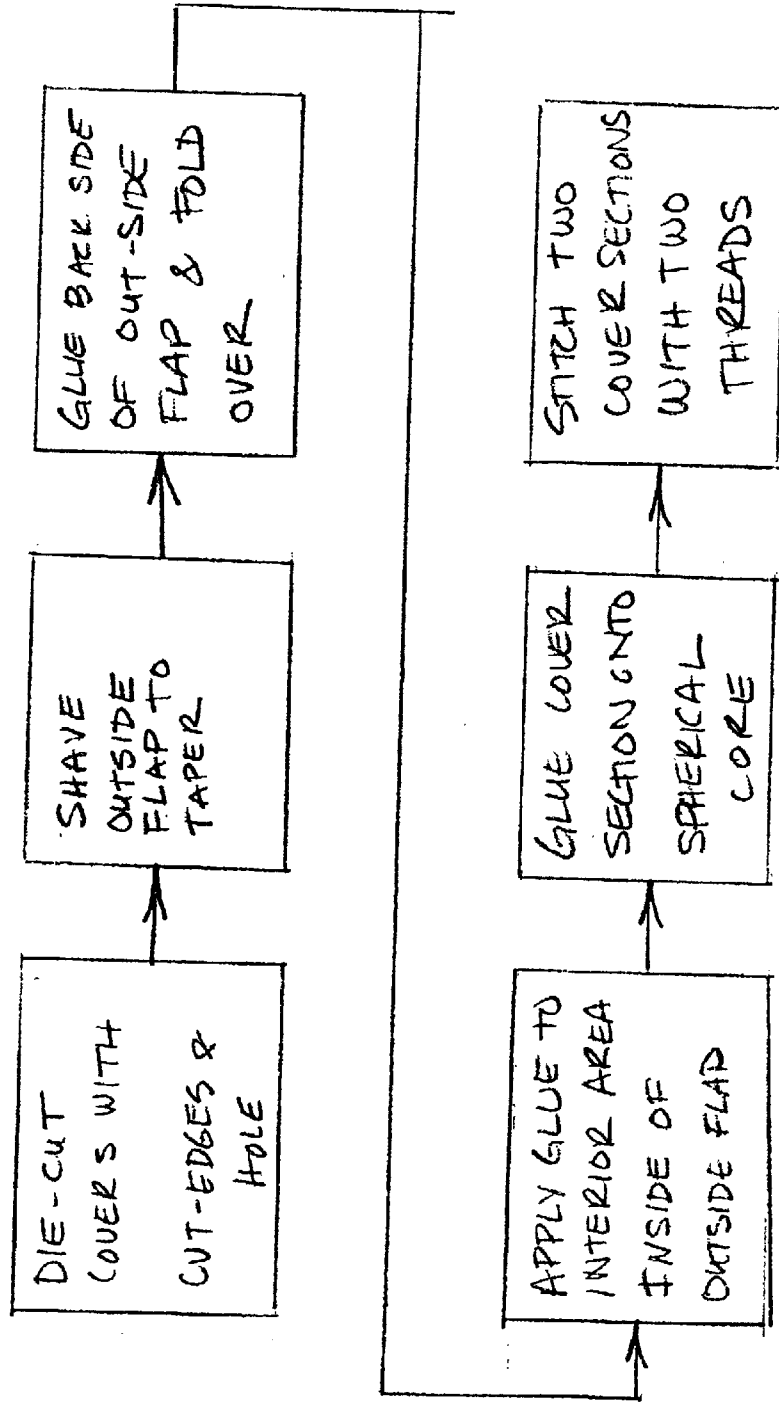 DIE-CUT
COVERS WITH
CUT-EDGES &
HOLE
SHAVE
OUTSIDE
FLAP TO
TAPER
GLUE BACK SIDE
OF OUT-SIDE
FLAP & FOLD
OVER
APPLY GLUE TO
INTERIOR AREA
INSIDE OF
OUTSIDE FLAP
GLUE COVER
SECTION ONTO
SPHERICAL
CORE
STITCH TWO
COVER SECTIONS
WITH TWO
THREADS